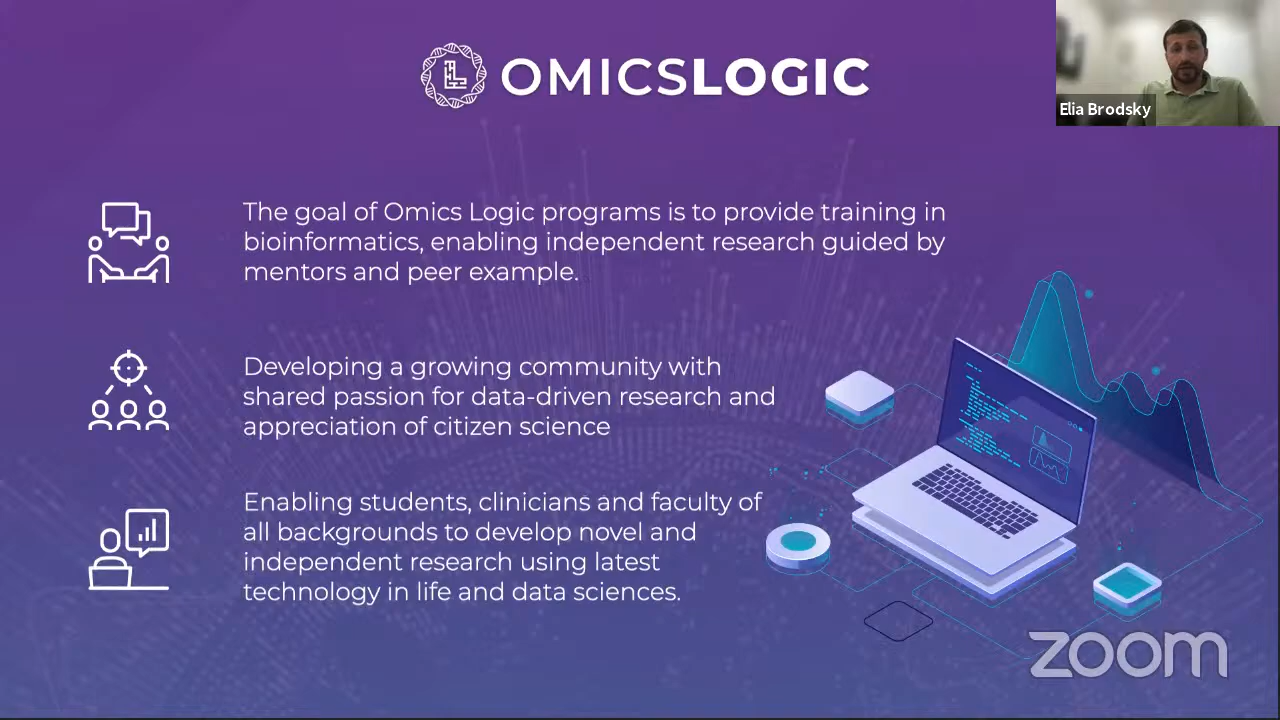 OMICSLOGIC
Elia Brodsky
The goal of Omics Logic programs is to provide training in
bioinformatics, enabling independent research guided by
mentors and peer example.
Developing a growing community with
shared passion for data-driven research and
appreciation of citizen science
Enabling students, clinicians and faculty of
all backgrounds to develop novel and
independent research using latest
technology in life and data sciences.
zoom